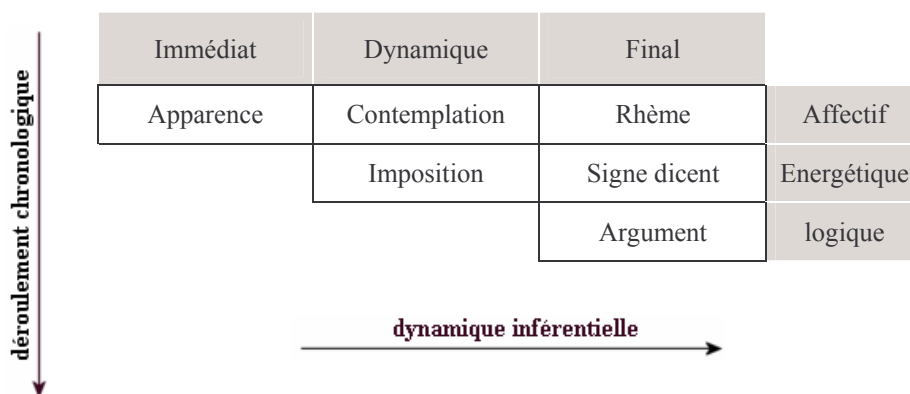 Immédiat Dynamique Final
Apparence Contemplation Rhème Affectif
Imposition Signe dicent Energétique
Argument logique
déroulement chronologique
dynamique inférentielle